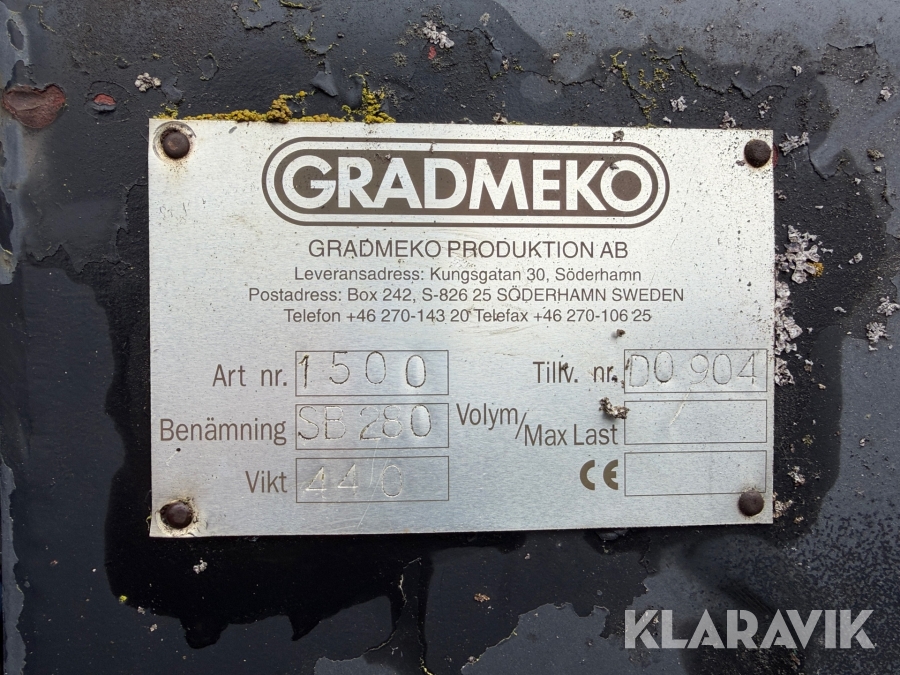 GRADMEKO
GRADMEKO PRODUKTION AB
Leveransadress: Kungsgatan 30, Söderhamn
Postadress: Box 242, S-826 25 SÖDERHAMN SWEDEN
Telefon +46 270-143 20 Telefax +46 270-106 25
Art nr. 1500 Tillv. nr. D0 904
Benämning SB 280 Volym/Max Last
Vikt 440 CE
KLARAVIK